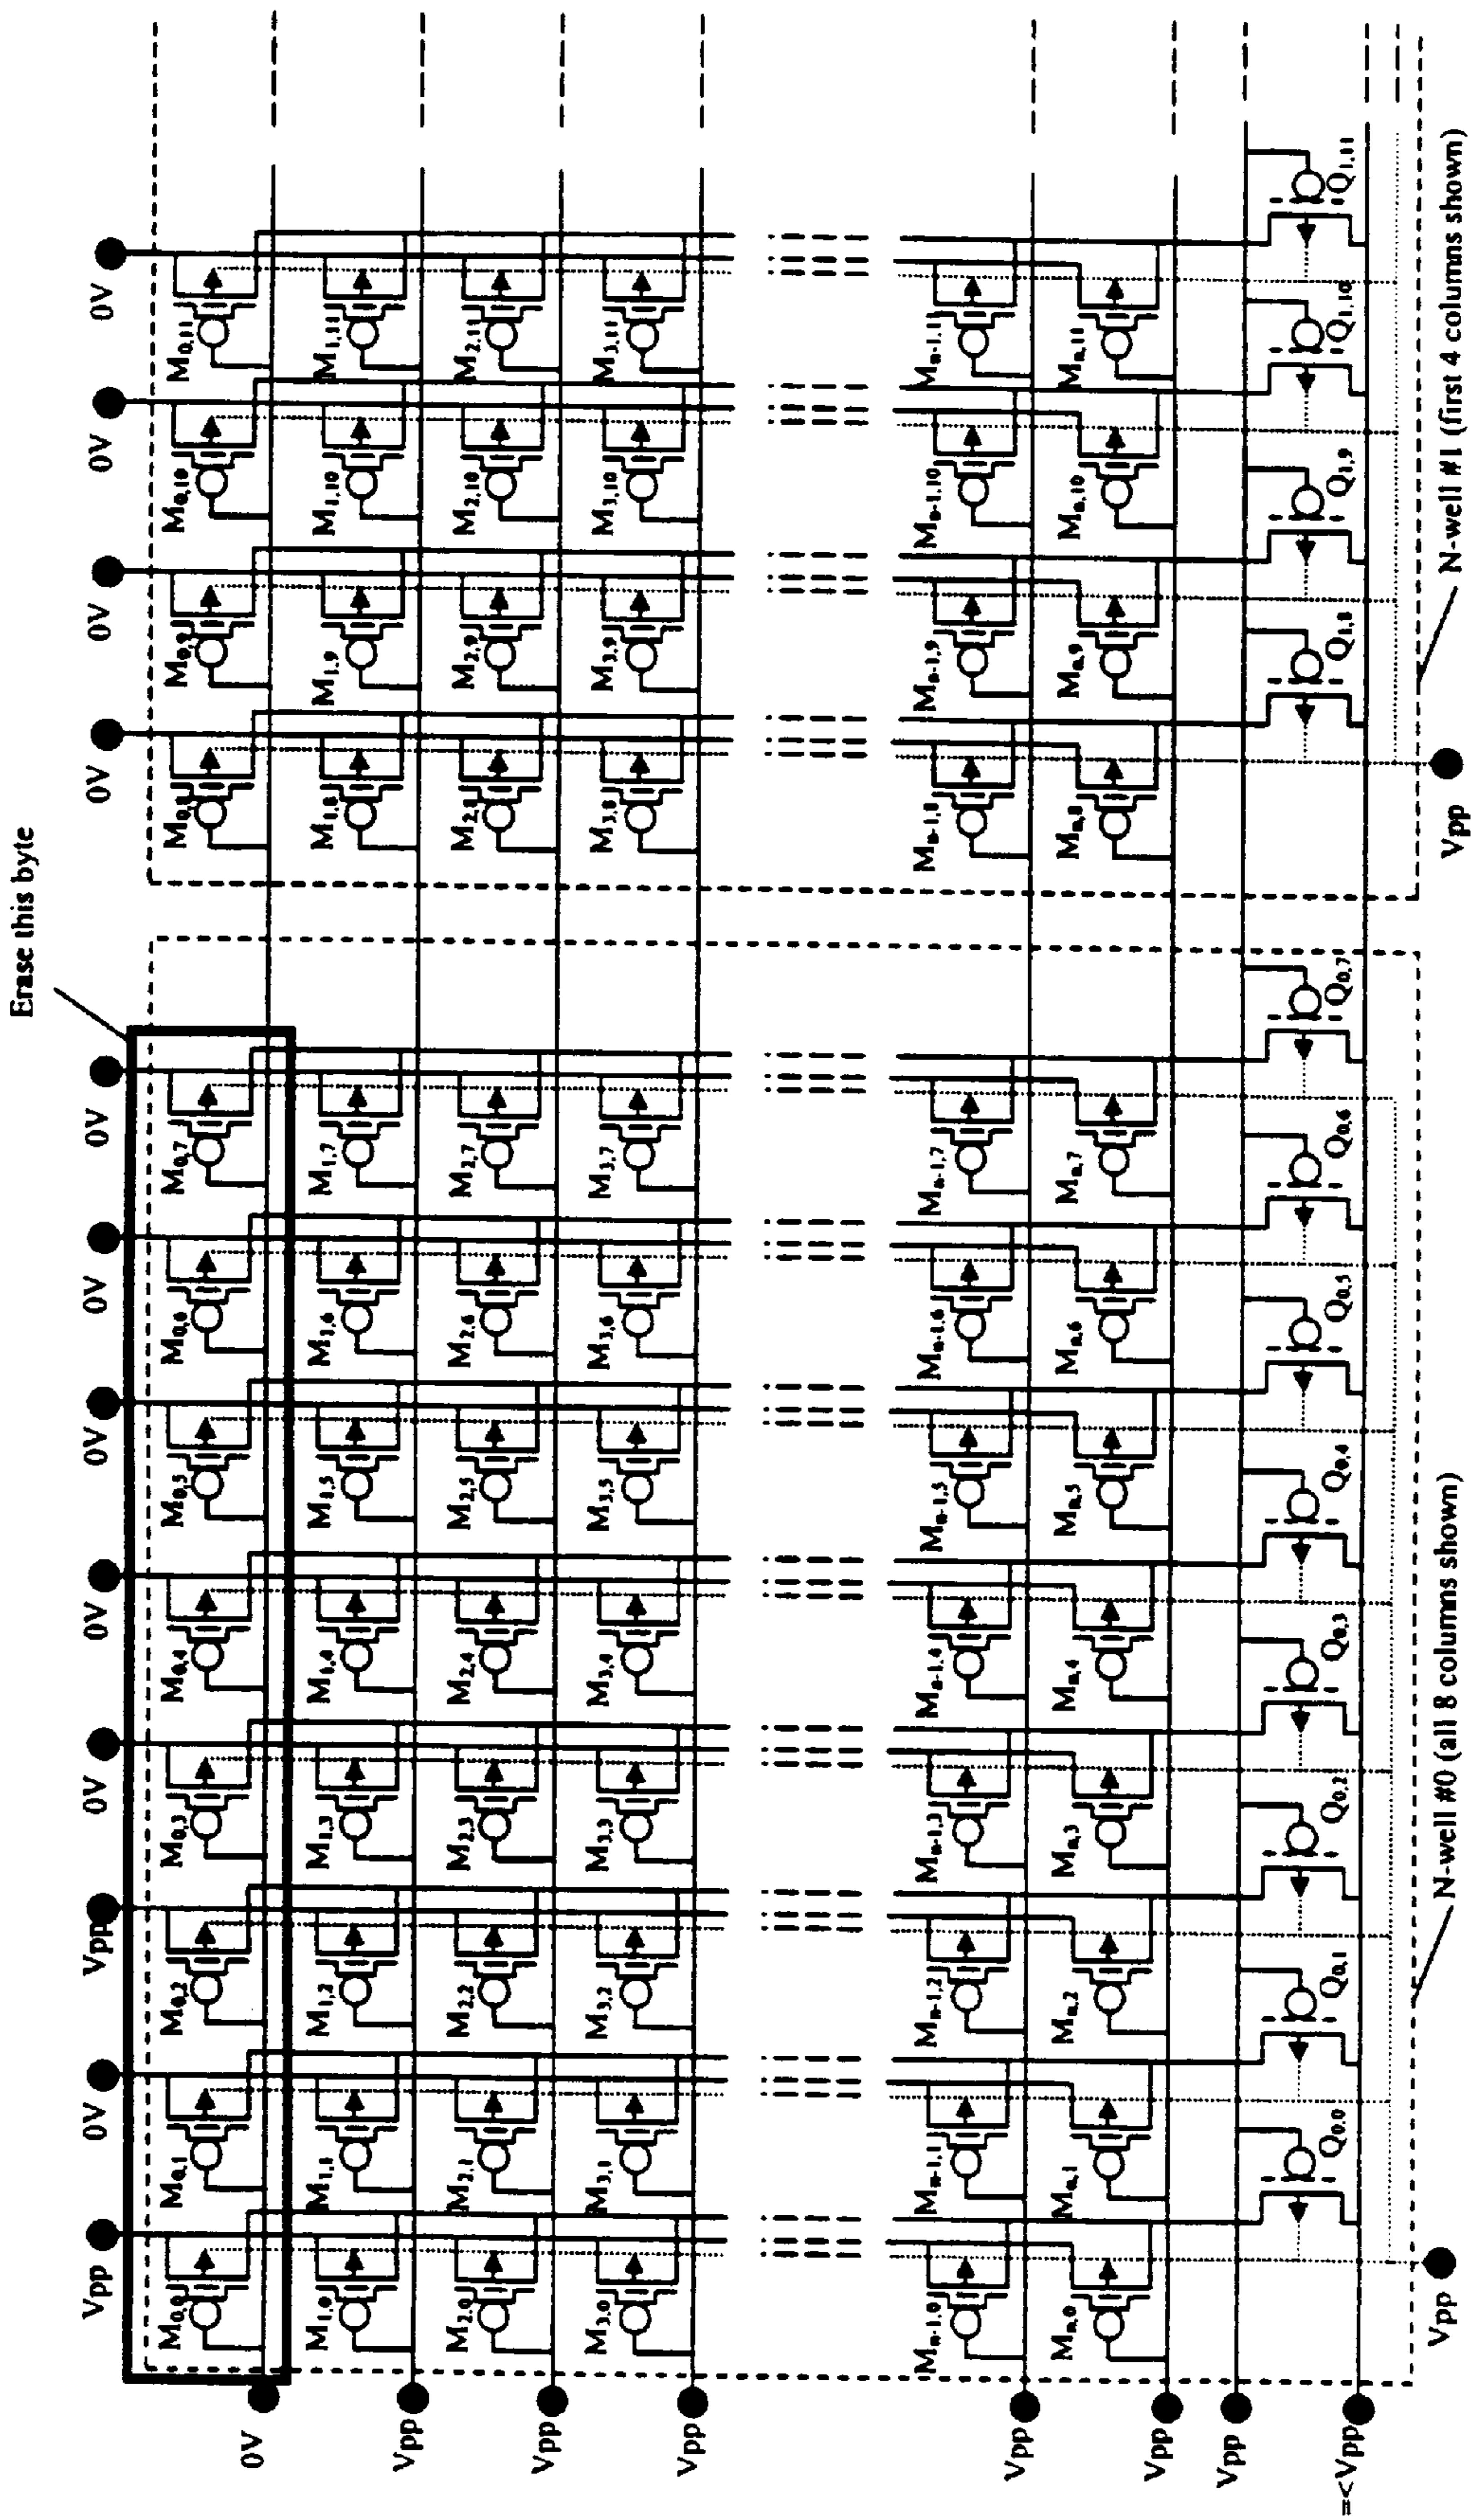 Erase this byte
Vpp 0V Vpp 0V 0V 0V 0V 0V 0V 0V 0V 0V
M0,0 M0,1 M0,2 M0,3 M0,4 M0,5 M0,6 M0,7 M0,8 M0,9 M0,10 M0,11
0V
M1,0 M1,1 M1,2 M1,3 M1,4 M1,5 M1,6 M1,7 M1,8 M1,9 M1,10 M1,11
Vpp
M2,0 M2,1 M2,2 M2,3 M2,4 M2,5 M2,6 M2,7 M2,8 M2,9 M2,10 M2,11
Vpp
M3,0 M3,1 M3,2 M3,3 M3,4 M3,5 M3,6 M3,7 M3,8 M3,9 M3,10 M3,11
Vpp
Mn-1,0 Mn-1,1 Mn-1,2 Mn-1,3 Mn-1,4 Mn-1,5 Mn-1,6 Mn-1,7 Mn-1,8 Mn-1,9 Mn-1,10 Mn-1,11
Vpp
Mn,0 Mn,1 Mn,2 Mn,3 Mn,4 Mn,5 Mn,6 Mn,7 Mn,8 Mn,9 Mn,10 Mn,11
Vpp
Vpp
Q0,0 Q0,1 Q0,2 Q0,3 Q0,4 Q0,5 Q0,6 Q0,7 Q1,8 Q1,9 Q1,10 Q1,11
=<Vpp
Vpp
N-well #0 (all 8 columns shown)
Vpp
N-well #1 (first 4 columns shown)